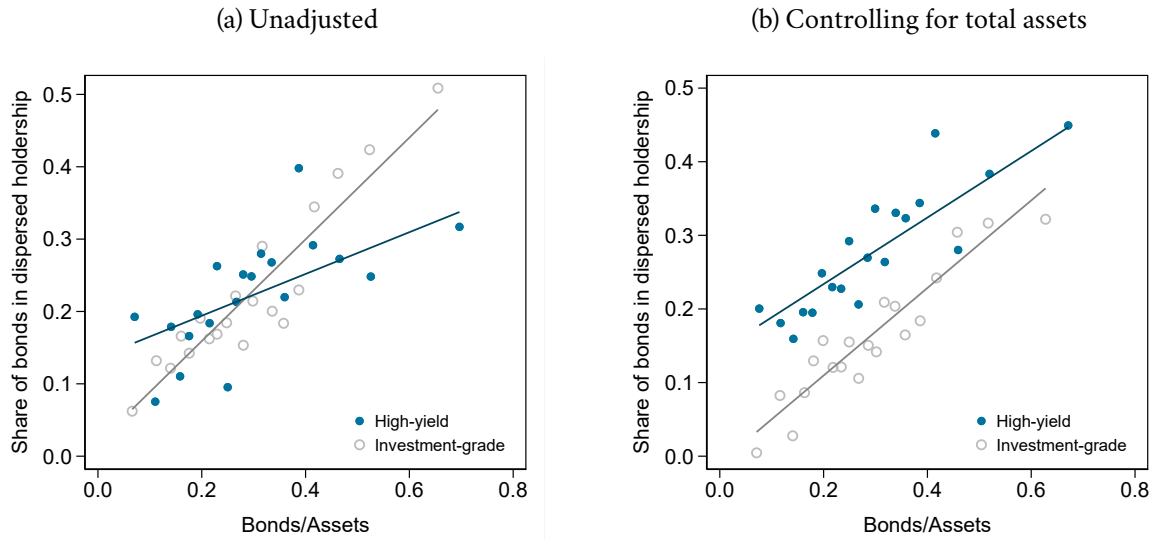 (a) Unadjusted
Share of bonds in dispersed holdership
0.5
0.4
0.3
0.2
0.1
0.0
High-yield
Investment-grade
0.0 0.2 0.4 0.6 0.8
Bonds/Assets
(b) Controlling for total assets
Share of bonds in dispersed holdership
0.5
0.4
0.3
0.2
0.1
0.0
High-yield
Investment-grade
0.0 0.2 0.4 0.6 0.8
Bonds/Assets